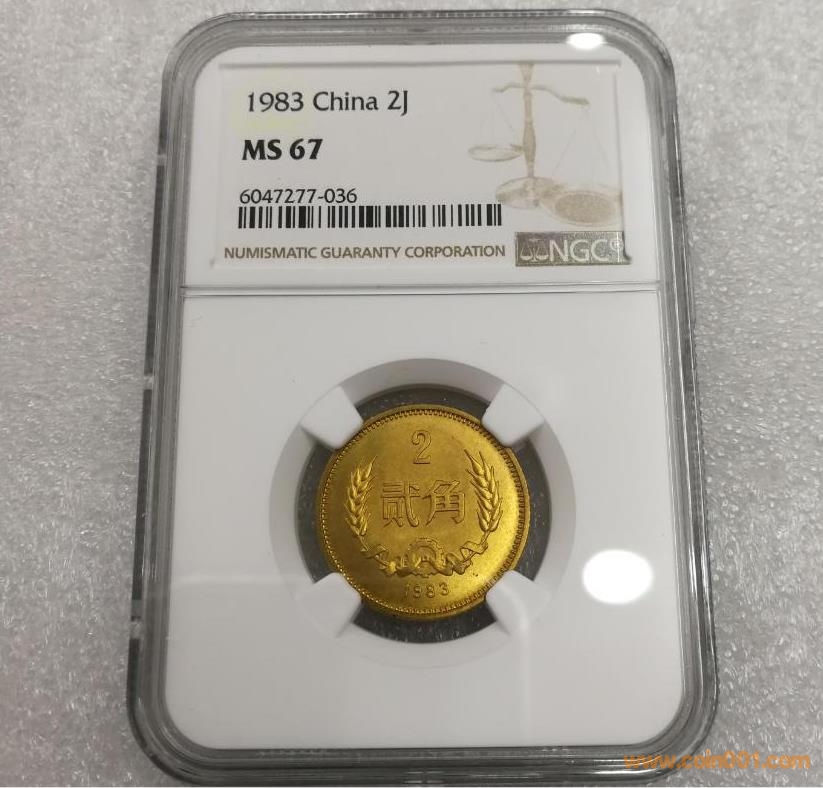 1983 China 2J
MS 67
6047277-036
NUMISMATIC GUARANTY CORPORATION NGC®
2
贰角
1983
www.coin001.com